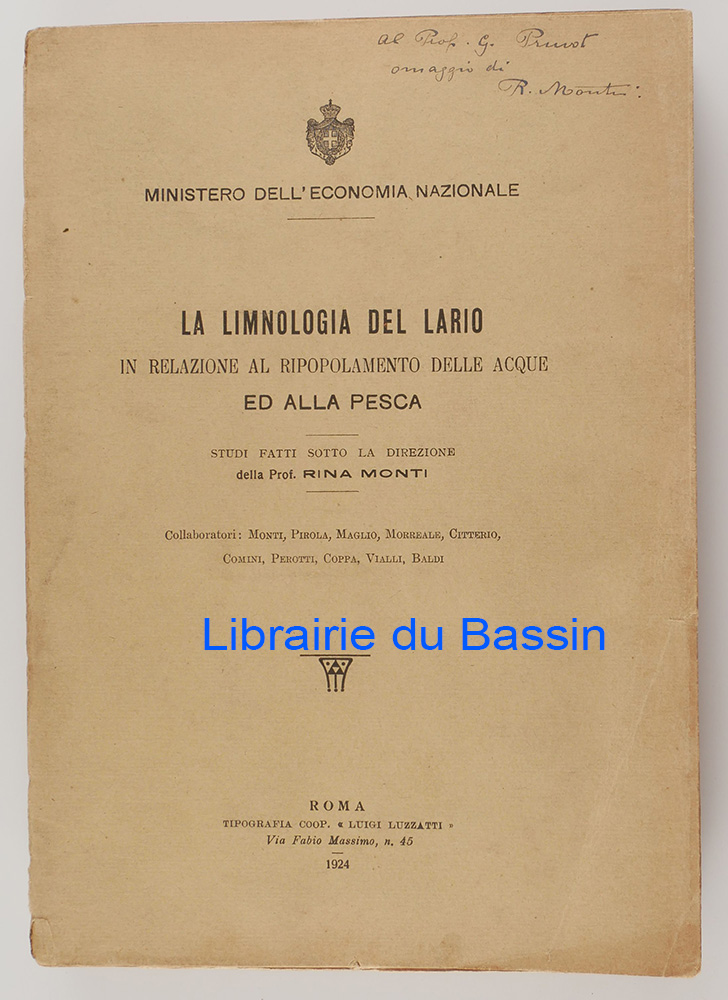 al Prof. G. Pruvot
omaggio di
R. Monti
MINISTERO DELL'ECONOMIA NAZIONALE
LA LIMNOLOGIA DEL LARIO
IN RELAZIONE AL RIPOPOLAMENTO DELLE ACQUE
ED ALLA PESCA
STUDI FATTI SOTTO LA DIREZIONE
della Prof. RINA MONTI
Collaboratori: MONTI, PIROLA, MAGLIO, MORREALE, CITTERIO,
COMINI, PEROTTI, COPPA, VIALLI, BALDI
Librairie du Bassin
ROMA
TIPOGRAFIA COOP. « LUIGI LUZZATTI »
Via Fabio Massimo, n. 45
1924